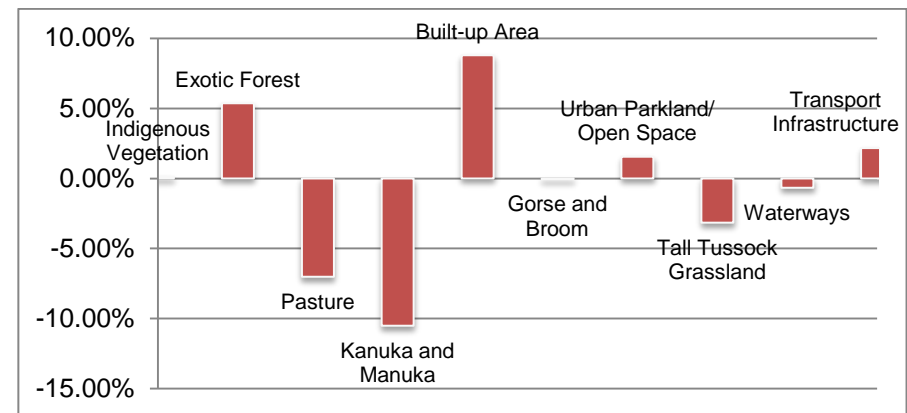 10.00%
Built-up Area
Exotic Forest
5.00%
Urban Parkland/
Open Space
Transport
Infrastructure
Indigenous
Vegetation
0.00%
Gorse and
Broom
Waterways
-5.00%
Tall Tussock
Grassland
Pasture
-10.00%
Kanuka and
Manuka
-15.00%